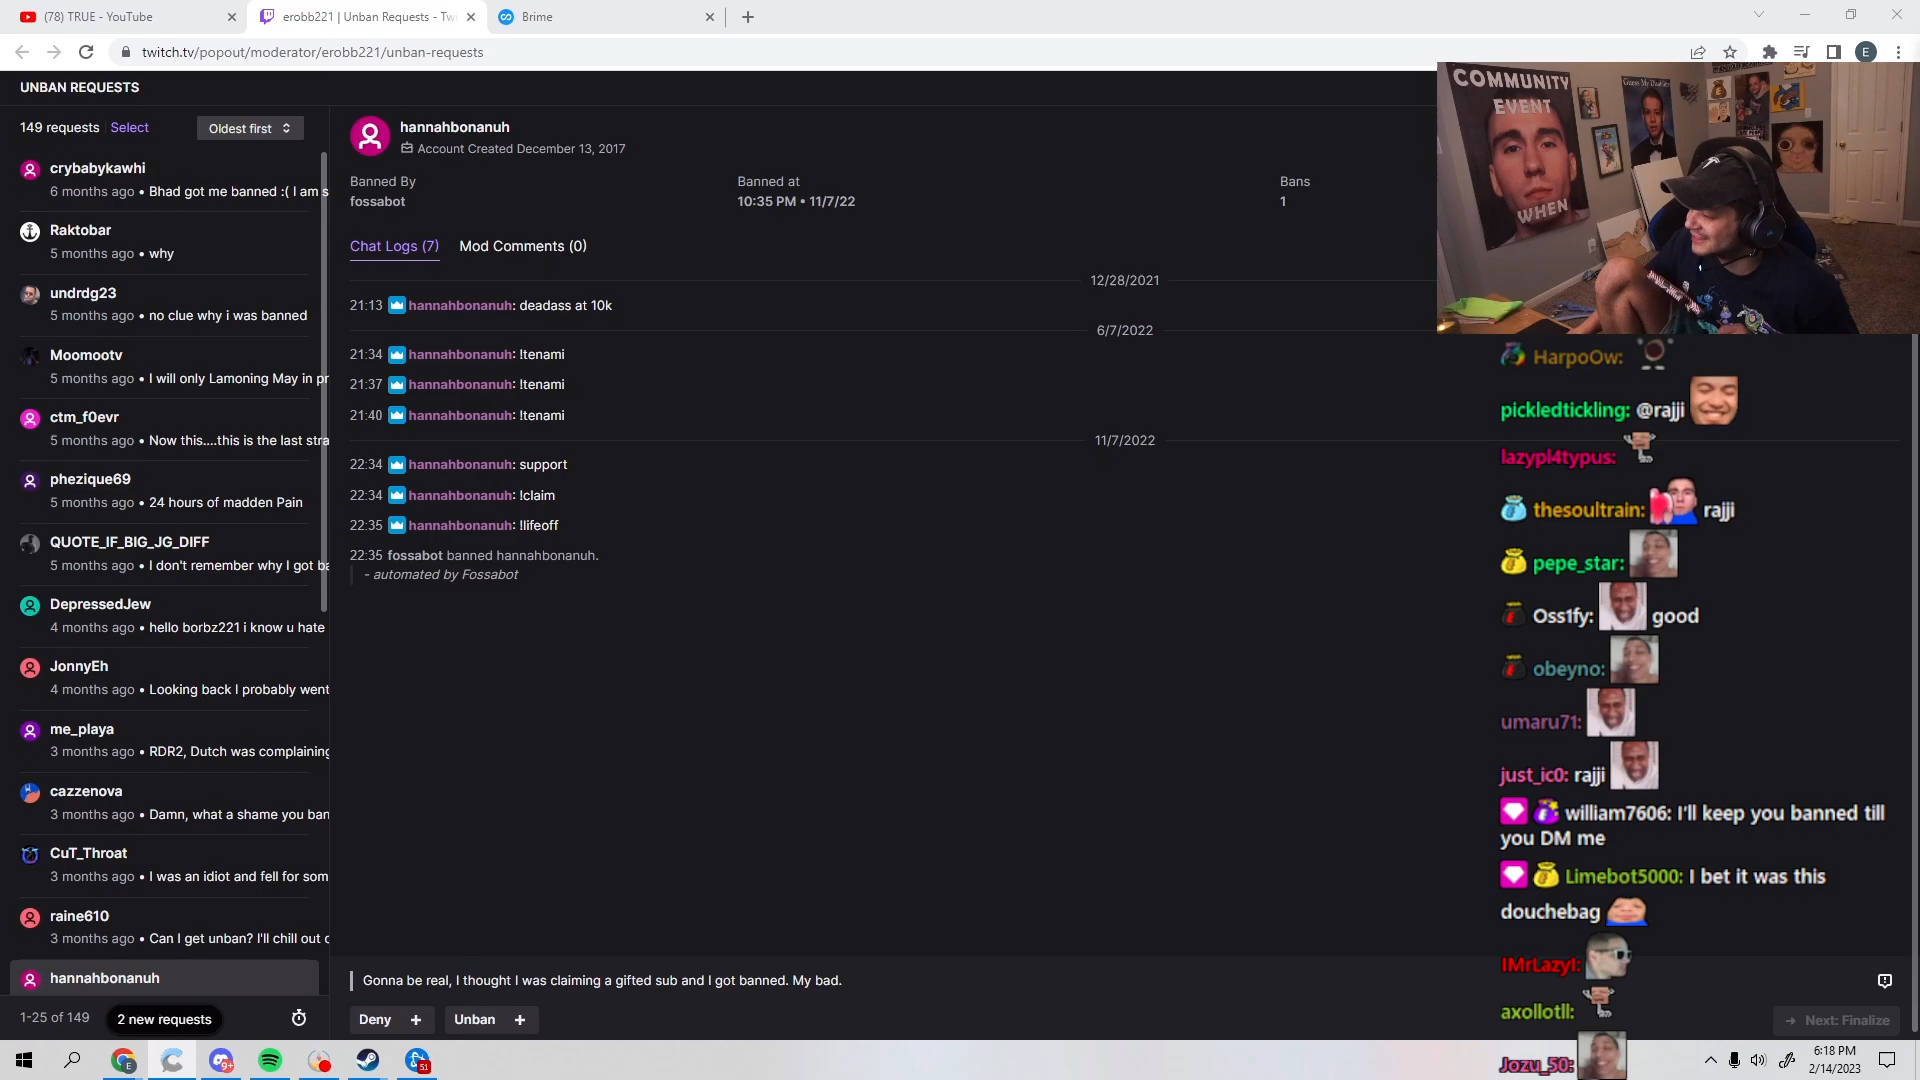 (78) TRUE - YouTube
erobb221 | Unban Requests - Tw
Brime
twitch.tv/popout/moderator/erobb221/unban-requests
E
UNBAN REQUESTS
149 requests Select
Oldest first
crybabykawhi
6 months ago • Bhad got me banned :( I am s
Raktobar
5 months ago • why
undrdg23
5 months ago • no clue why i was banned
Moomootv
5 months ago • I will only Lamoning May in pr
ctm_f0evr
5 months ago • Now this....this is the last stra
phezique69
5 months ago • 24 hours of madden Pain
QUOTE_IF_BIG_JG_DIFF
5 months ago • I don't remember why I got ba
DepressedJew
4 months ago • hello borbz221 i know u hate
JonnyEh
4 months ago • Looking back I probably went
me_playa
3 months ago • RDR2, Dutch was complaining
cazzenova
3 months ago • Damn, what a shame you ban
CuT_Throat
3 months ago • I was an idiot and fell for som
raine610
3 months ago • Can I get unban? I'll chill out o
hannahbonanuh
1-25 of 149
2 new requests
hannahbonanuh
Account Created December 13, 2017
Banned By
fossabot
Banned at
10:35 PM • 11/7/22
Bans
1
Chat Logs (7)
Mod Comments (0)
12/28/2021
21:13 hannahbonanuh: deadass at 10k
6/7/2022
21:34 hannahbonanuh: !tenami
21:37 hannahbonanuh: !tenami
21:40 hannahbonanuh: !tenami
11/7/2022
22:34 hannahbonanuh: support
22:34 hannahbonanuh: !claim
22:35 hannahbonanuh: !lifeoff
22:35 fossabot banned hannahbonanuh.
- automated by Fossabot
Gonna be real, I thought I was claiming a gifted sub and I got banned. My bad.
Deny +
Unban +
Next: Finalize
COMMUNITY
EVENT
WHEN
HarpoOw:
pickledtickling: @rajji
lazypl4typus:
thesoultrain: rajji
pepe_star:
Oss1fy: good
obeyno:
umaru71:
just_ic0: rajji
william7606: I'll keep you banned till
you DM me
Limebot5000: I bet it was this
douchebag
IMrLazyI:
axollotll:
Jozu_50:
E
9+
51
6:18 PM
2/14/2023